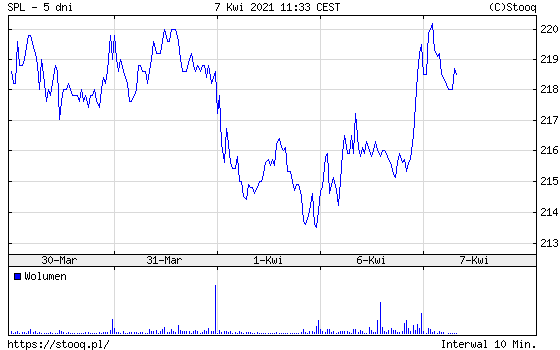 SPL - 5 dni 7 Kwi 2021 11:33 CEST (C)Stooq
220
219
218
217
216
215
214
213
30-Mar 31-Mar 1-Kwi 6-Kwi 7-Kwi
Wolumen
https://stooq.pl/ Interwal 10 Min.